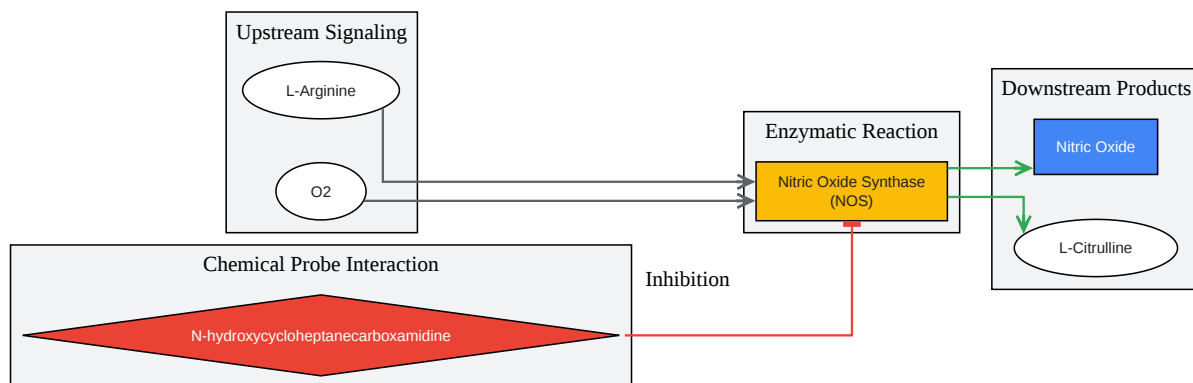 Upstream Signaling
L-Arginine
O2
Enzymatic Reaction
Nitric Oxide Synthase
(NOS)
Downstream Products
Nitric Oxide
L-Citrulline
Chemical Probe Interaction
N-hydroxycycloheptanecarboxamidine
Inhibition